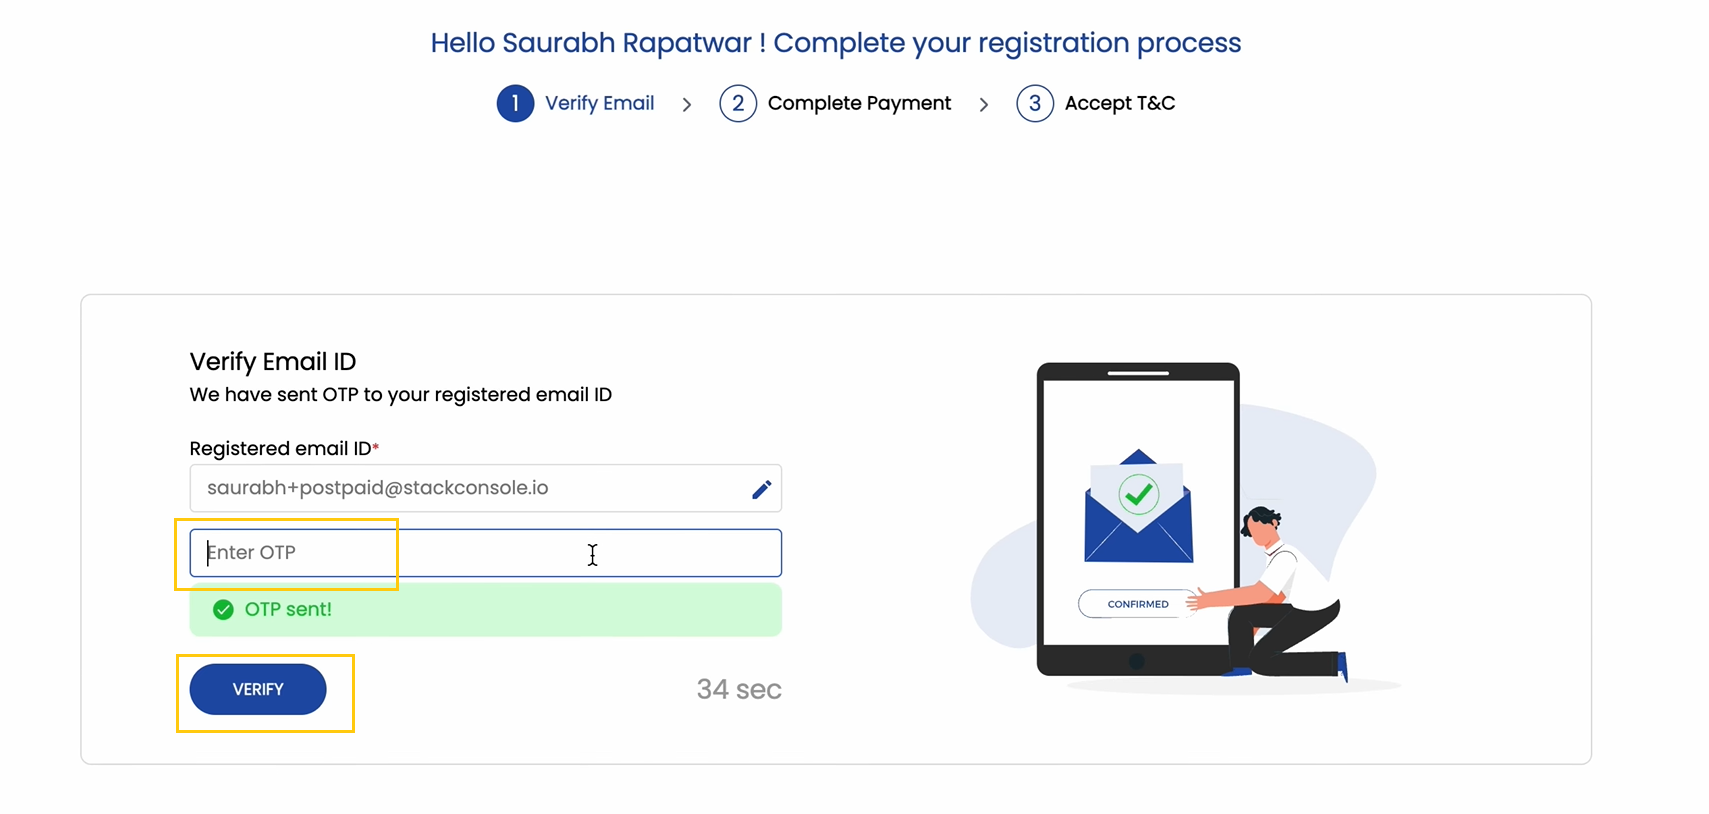 Hello Saurabh Rapatwar ! Complete your registration process
1 Verify Email > 2 Complete Payment > 3 Accept T&C
Verify Email ID
We have sent OTP to your registered email ID
Registered email ID*
saurabh+postpaid@stackconsole.io
Enter OTP
OTP sent!
VERIFY
34 sec
CONFIRMED